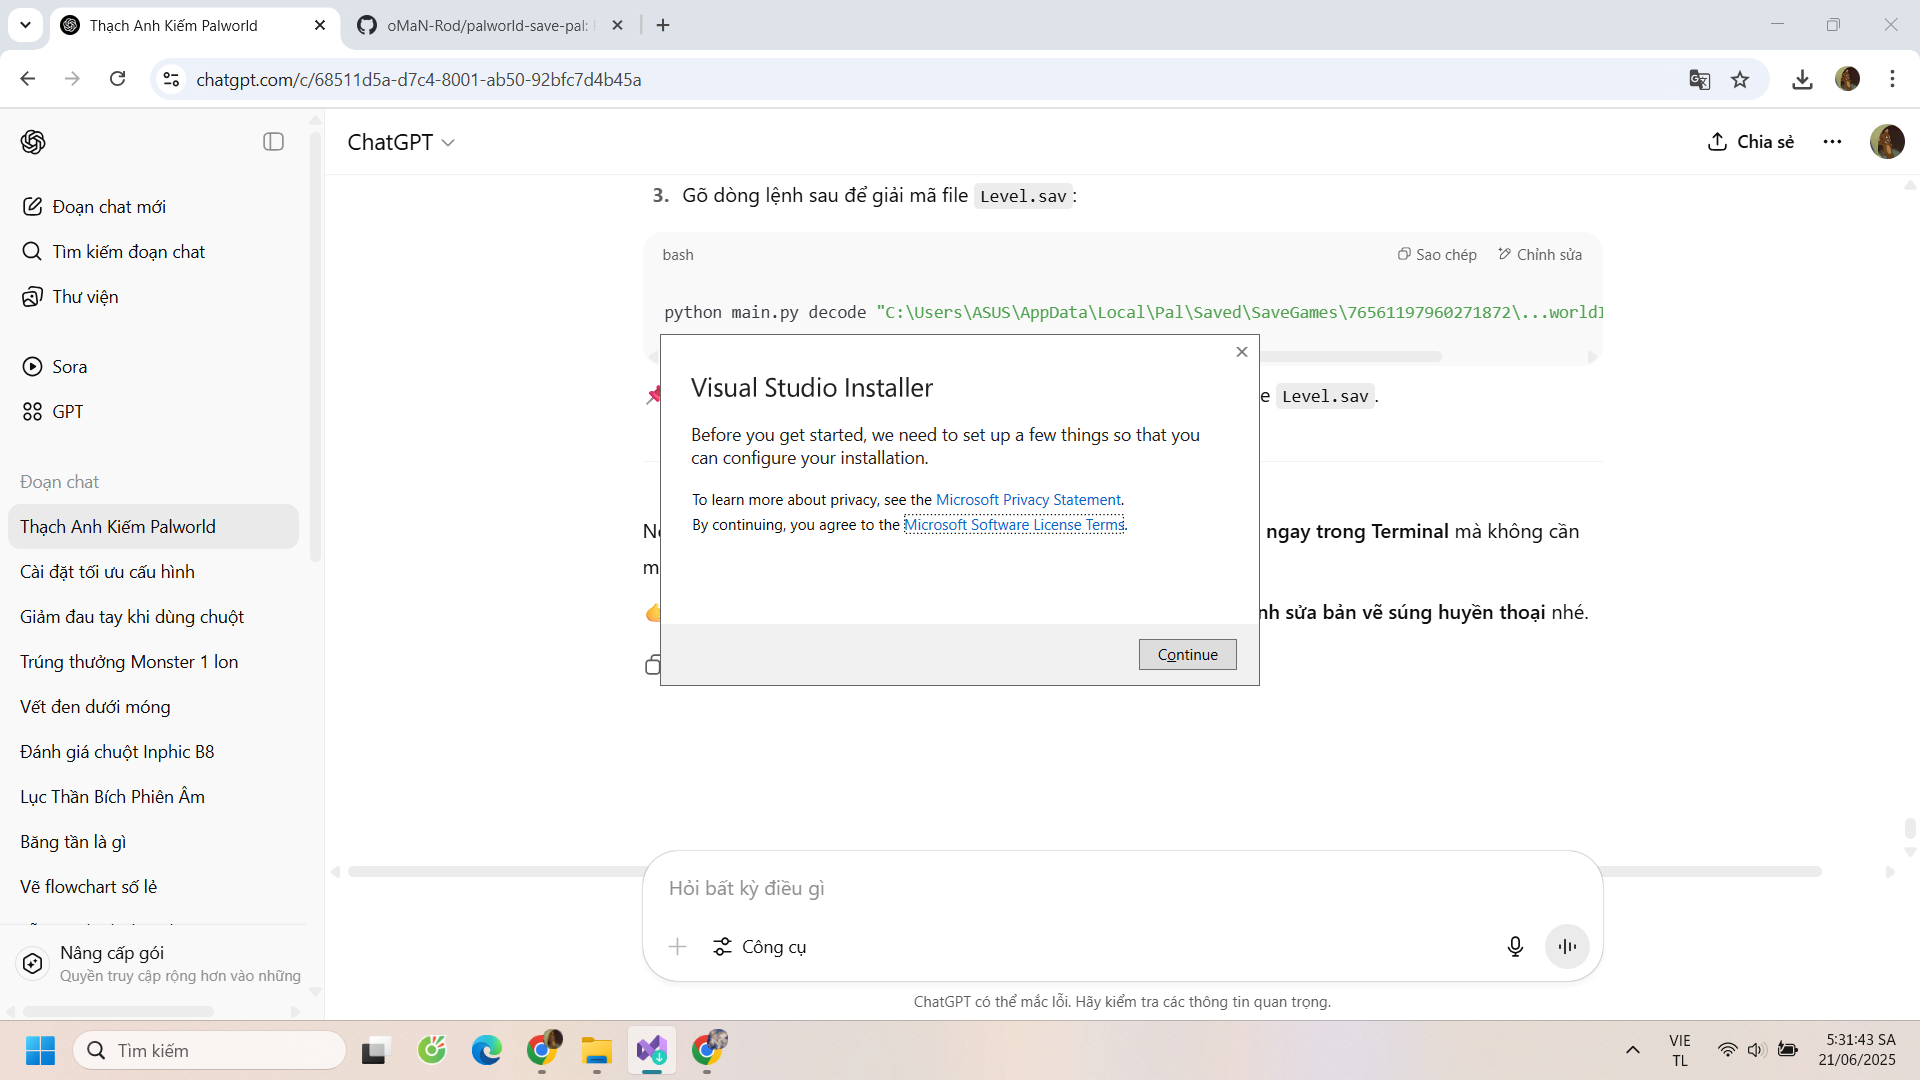 Thạch Anh Kiếm Palworld
oMaN-Rod/palworld-save-pal:
chatgpt.com/c/68511d5a-d7c4-8001-ab50-92bfc7d4b45a
ChatGPT
Chia sẻ
Đoạn chat mới
Tìm kiếm đoạn chat
Thư viện
Sora
GPT
Đoạn chat
Thạch Anh Kiếm Palworld
Cài đặt tối ưu cấu hình
Giảm đau tay khi dùng chuột
Trúng thưởng Monster 1 lon
Vết đen dưới móng
Đánh giá chuột Inphic B8
Lục Thần Bích Phiên Âm
Băng tần là gì
Vẽ flowchart số lẻ
Nâng cấp gói
Quyền truy cập rộng hơn vào những
3. Gõ dòng lệnh sau để giải mã file Level.sav:
bash
Sao chép
Chỉnh sửa
python main.py decode "C:\Users\ASUS\AppData\Local\Pal\Saved\SaveGames\76561197960271872\...worldI
e Level.sav.
ngay trong Terminal mà không cần
m
nh sửa bản vẽ súng huyền thoại nhé.
Visual Studio Installer
Before you get started, we need to set up a few things so that you
can configure your installation.
To learn more about privacy, see the Microsoft Privacy Statement.
By continuing, you agree to the Microsoft Software License Terms.
Continue
Hỏi bất kỳ điều gì
Công cụ
ChatGPT có thể mắc lỗi. Hãy kiểm tra các thông tin quan trọng.
Tìm kiếm
VIE
TL
5:31:43 SA
21/06/2025